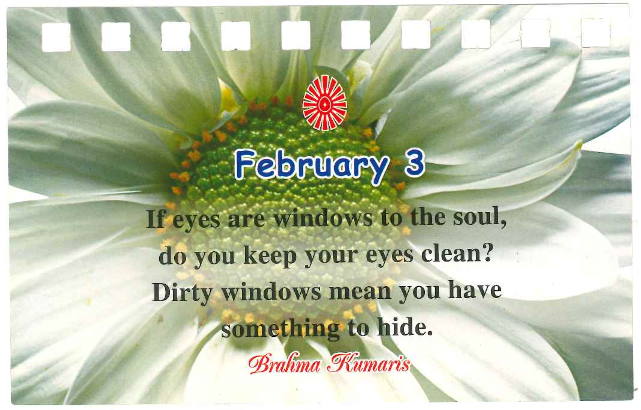 February 3
If eyes are windows to the soul,
do you keep your eyes clean?
Dirty windows mean you have
something to hide.
Brahma Kumaris